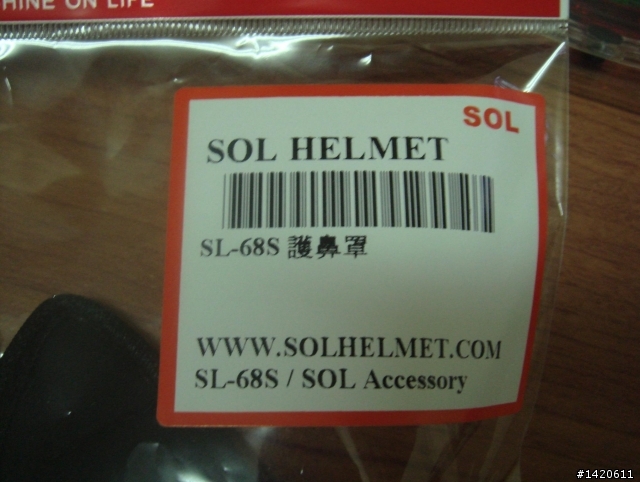 HINE ON LIFE
SOL
SOL HELMET
SL-68S 護鼻罩
WWW.SOLHELMET.COM
SL-68S / SOL Accessory
#1420611